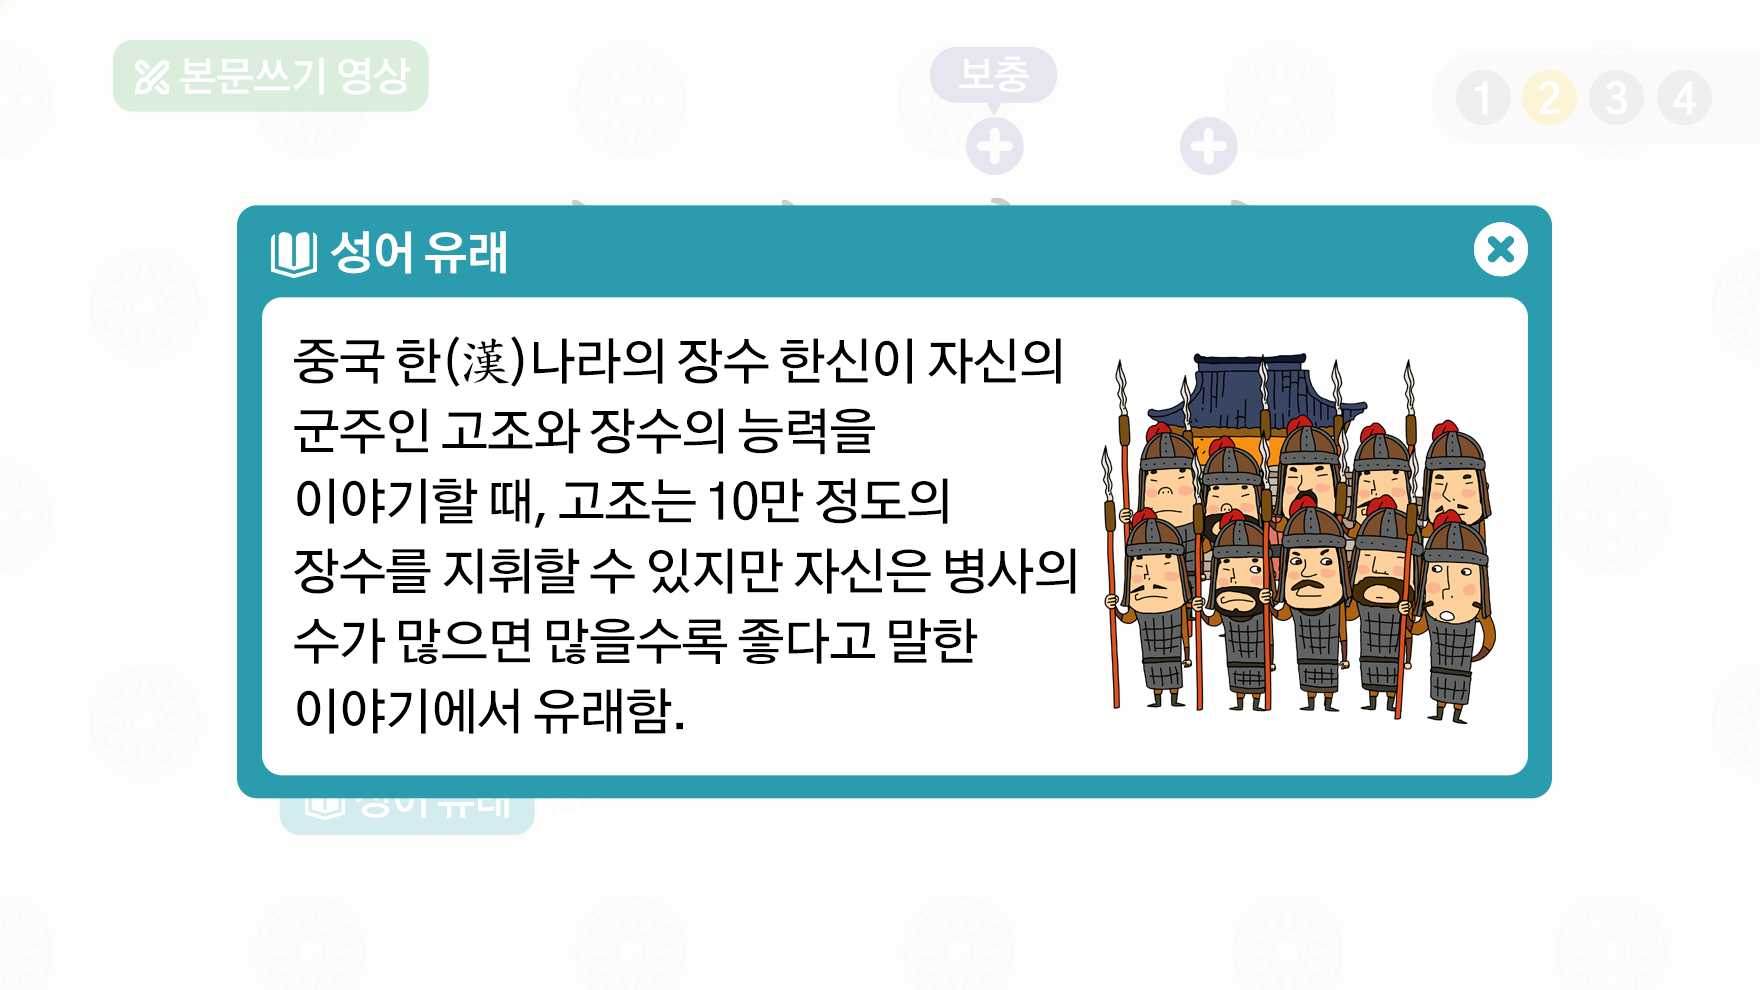 본문쓰기 영상
보충
1 2 3 4
성어 유래
중국 한(漢)나라의 장수 한신이 자신의
군주인 고조와 장수의 능력을
이야기할 때, 고조는 10만 정도의
장수를 지휘할 수 있지만 자신은 병사의
수가 많으면 많을수록 좋다고 말한
이야기에서 유래함.
성어 유래